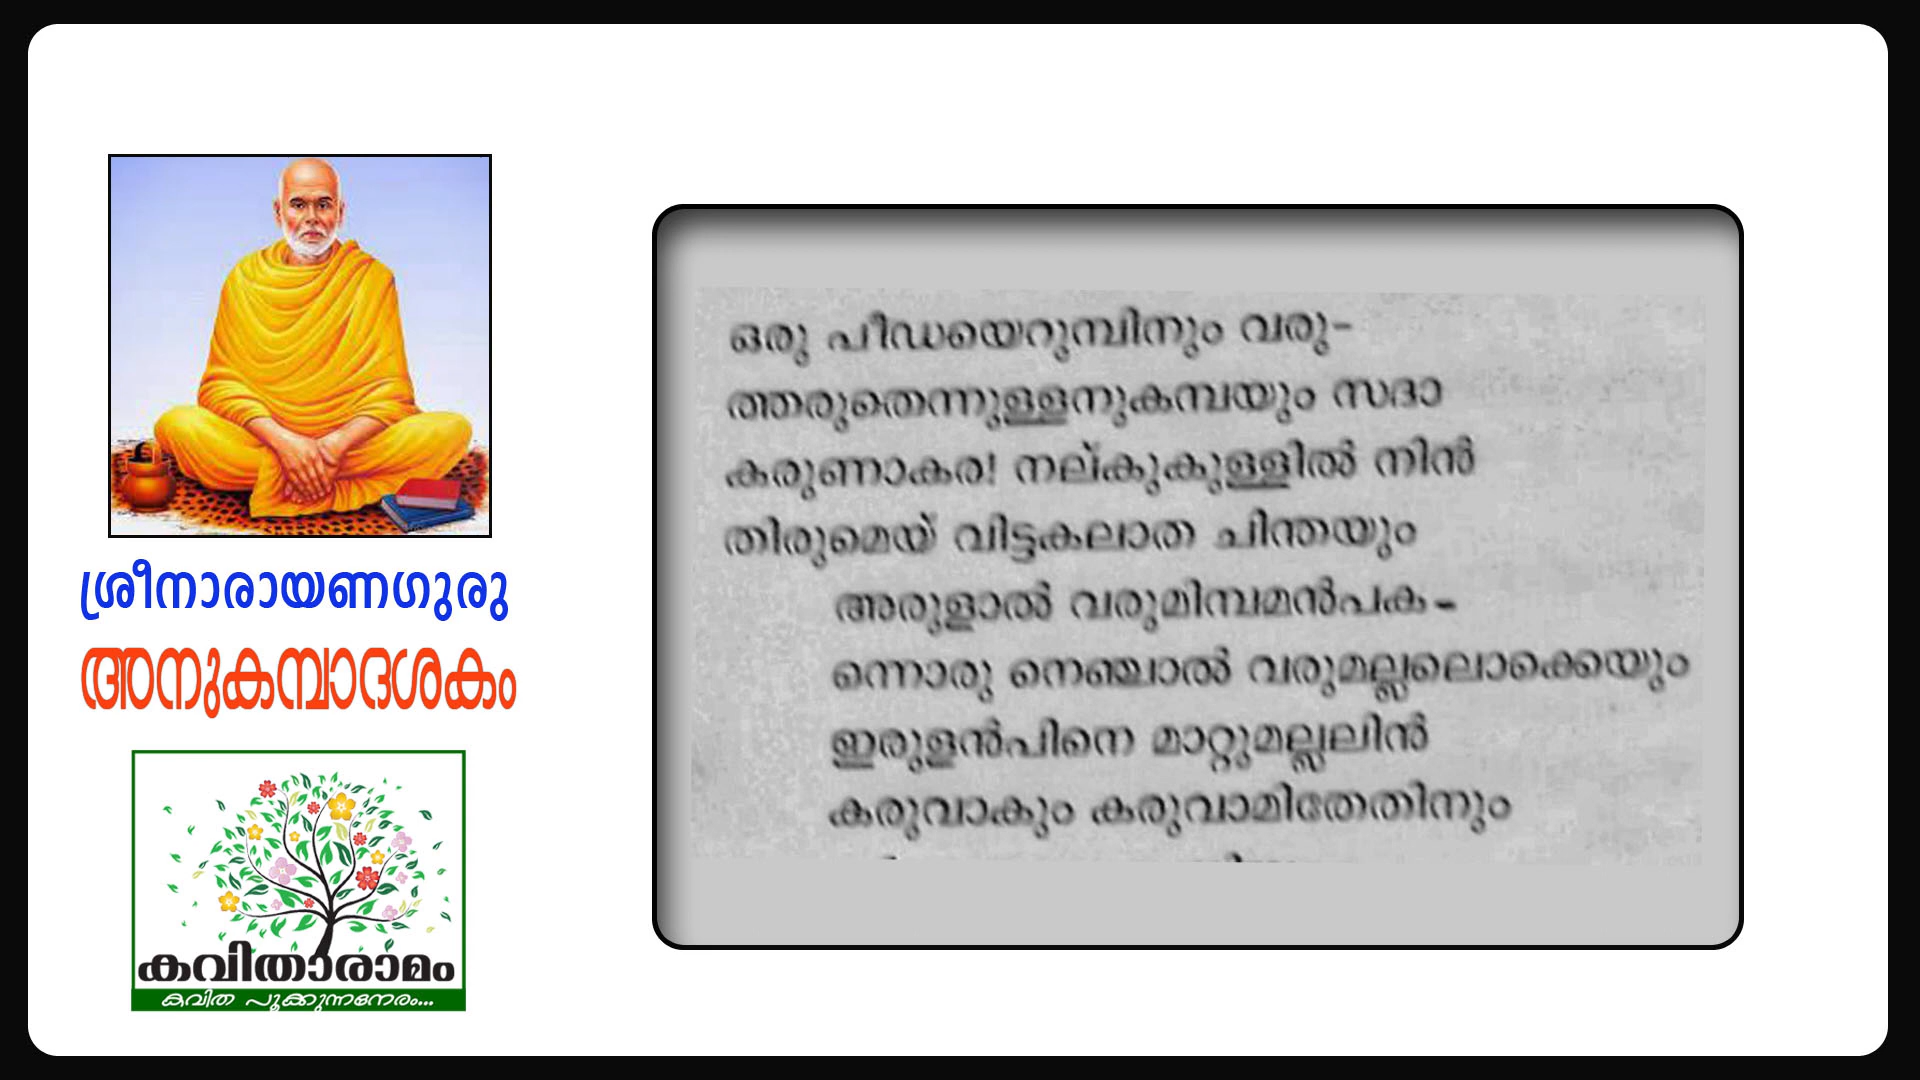 ശ്രീനാരായണഗുരു
അനുകമ്പാദശകം
കവിതാരാമം
കവിത പൂക്കുന്നനേരം...
ഒരു പീഡയെറുമ്പിനും വരു-
ത്തരുതെന്നുള്ളനുകമ്പയും സദാ
കരുണാകര! നല്കുകുള്ളിൽ നിൻ
തിരുമെയ് വിട്ടകലാത ചിന്തയും
അരുളാൽ വരുമിമ്പമൻപക-
ന്നൊരു നെഞ്ചാൽ വരുമല്ലലൊക്കെയും
ഇരുളൻപിനെ മാറ്റുമല്ലലിൻ
കരുവാകും കരുവാമിതേതിനും